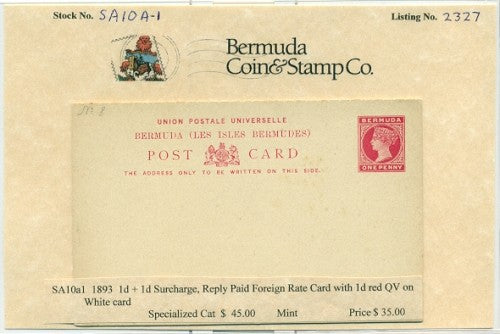 Stock No. SA10A-1 Listing No. 2327
Bermuda
Coin&Stamp Co.
UNION POSTALE UNIVERSELLE
BERMUDA (LES ISLES BERMUDES)
POST CARD
THE ADDRESS ONLY TO BE WRITTEN ON THIS SIDE.
BERMUDA
ONE PENNY
SA10a1 1893 1d + 1d Surcharge, Reply Paid Foreign Rate Card with 1d red QV on
White card
Specialized Cat $ 45.00 Mint Price $ 35.00